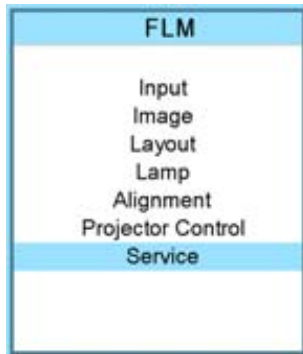 FLM
Input
Image
Layout
Lamp
Alignment
Projector Control
Service